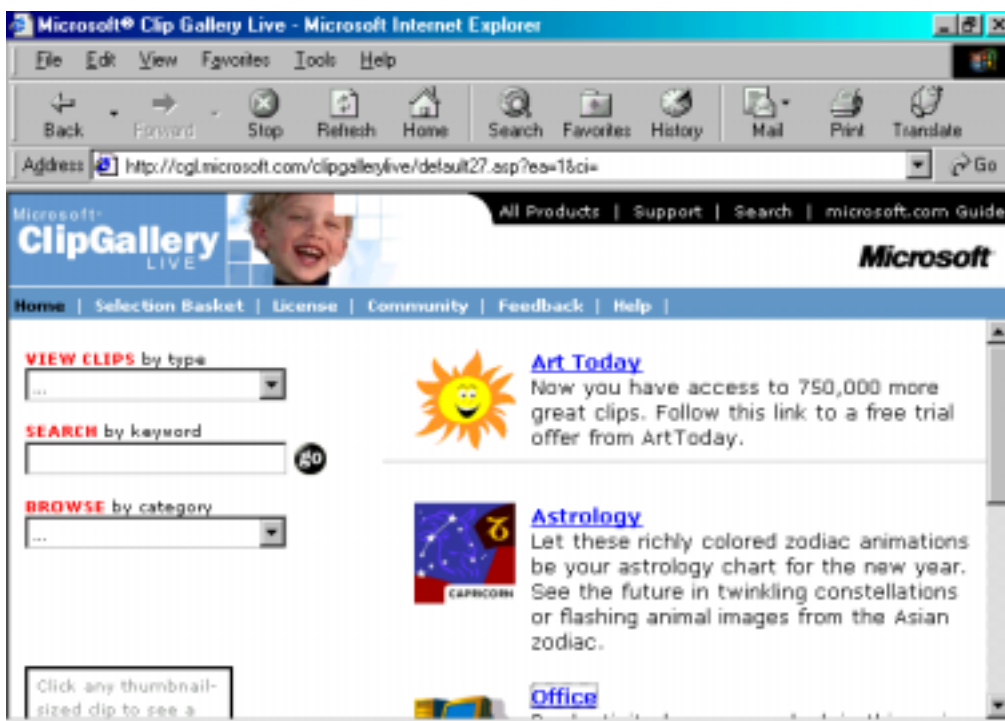 Microsoft® Clip Gallery Live - Microsoft Internet Explorer
File Edit View Favorites Tools Help
Back Forward Stop Refresh Home Search Favorites History Mail Print Translate
Address http://cgl.microsoft.com/clipgallerylive/default27.asp?ea=1&ci= Go
All Products | Support | Search | microsoft.com Guide
Microsoft
ClipGallery
LIVE
Microsoft
Home | Selection Basket | License | Community | Feedback | Help |
VIEW CLIPS by type
...
SEARCH by keyword
go
BROWSE by category
...
Click any thumbnail-
sized clip to see a
Art Today
Now you have access to 750,000 more
great clips. Follow this link to a free trial
offer from ArtToday.
CAPRICORN
Astrology
Let these richly colored zodiac animations
be your astrology chart for the new year.
See the future in twinkling constellations
or flashing animal images from the Asian
zodiac.
Office